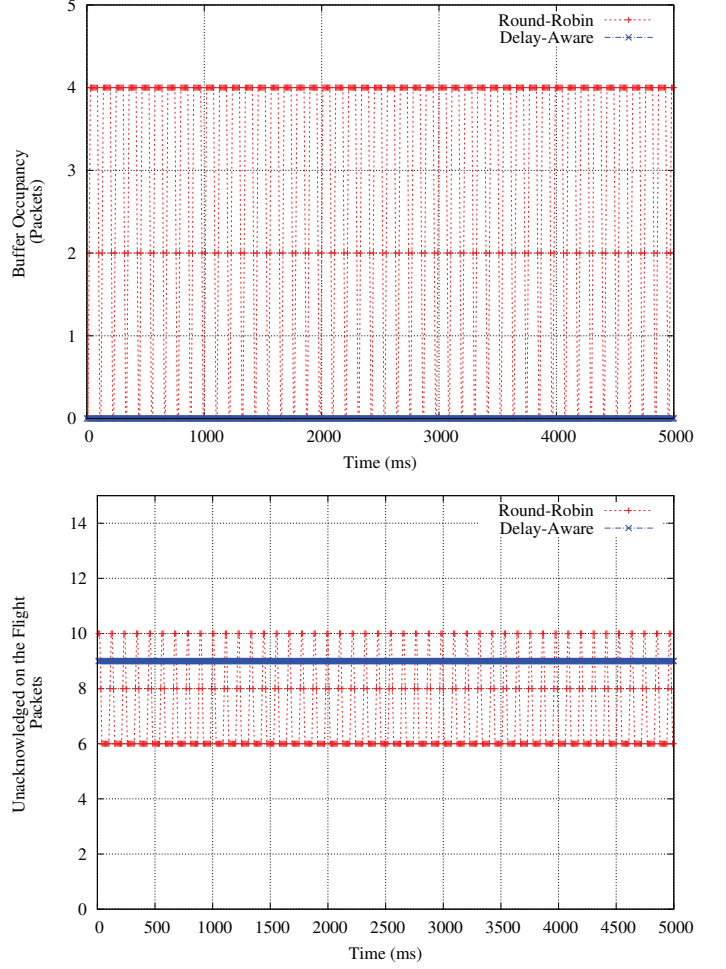 5
Round-Robin
Delay-Aware
4
3
2
1
0
Buffer Occupancy
(Packets)
0 1000 2000 3000 4000 5000
Time (ms)
Round-Robin
Delay-Aware
14
12
10
8
6
4
2
0
Unacknowledged on the Flight
Packets
0 500 1000 1500 2000 2500 3000 3500 4000 4500 5000
Time (ms)